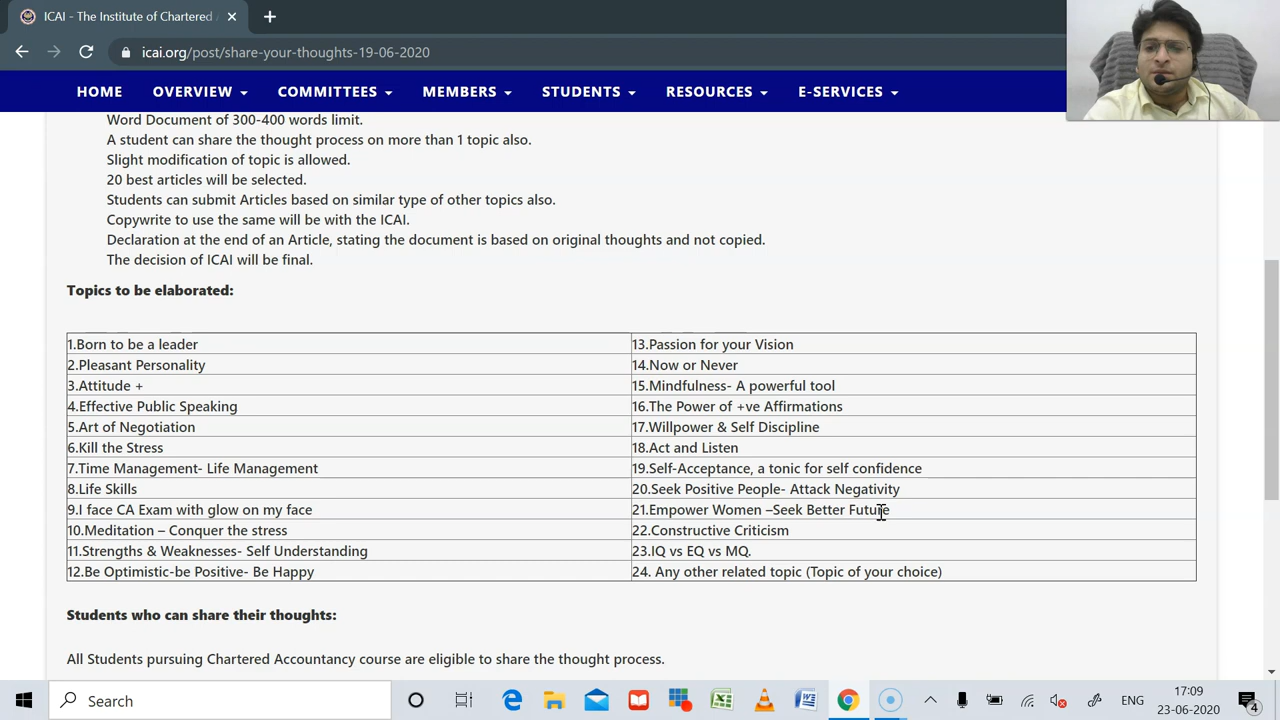 ICAI - The Institute of Chartered
icai.org/post/share-your-thoughts-19-06-2020
HOME OVERVIEW COMMITTEES MEMBERS STUDENTS RESOURCES E-SERVICES
Word Document of 300-400 words limit.
A student can share the thought process on more than 1 topic also.
Slight modification of topic is allowed.
20 best articles will be selected.
Students can submit Articles based on similar type of other topics also.
Copywrite to use the same will be with the ICAI.
Declaration at the end of an Article, stating the document is based on original thoughts and not copied.
The decision of ICAI will be final.
Topics to be elaborated:
1.Born to be a leader
2.Pleasant Personality
3.Attitude +
4.Effective Public Speaking
5.Art of Negotiation
6.Kill the Stress
7.Time Management- Life Management
8.Life Skills
9.I face CA Exam with glow on my face
10.Meditation – Conquer the stress
11.Strengths & Weaknesses- Self Understanding
12.Be Optimistic-be Positive- Be Happy
13.Passion for your Vision
14.Now or Never
15.Mindfulness- A powerful tool
16.The Power of +ve Affirmations
17.Willpower & Self Discipline
18.Act and Listen
19.Self-Acceptance, a tonic for self confidence
20.Seek Positive People- Attack Negativity
21.Empower Women –Seek Better Future
22.Constructive Criticism
23.IQ vs EQ vs MQ.
24. Any other related topic (Topic of your choice)
Students who can share their thoughts:
All Students pursuing Chartered Accountancy course are eligible to share the thought process.
Search
ENG
17:09
23-06-2020
4